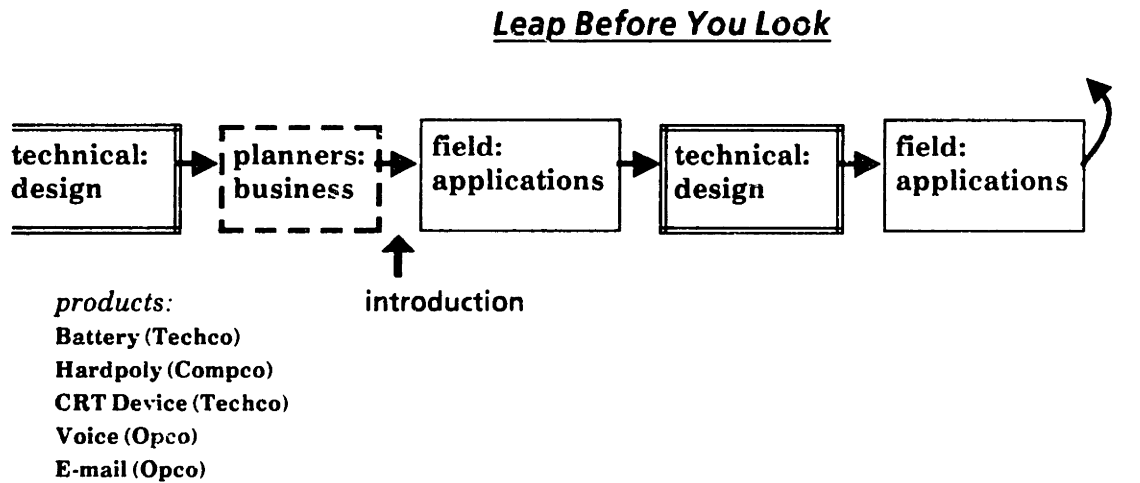 Leap Before You Look
technical:
design
planners:
business
field:
applications
technical:
design
field:
applications
introduction
products:
Battery (Techco)
Hardpoly (Compco)
CRT Device (Techco)
Voice (Opco)
E-mail (Opco)